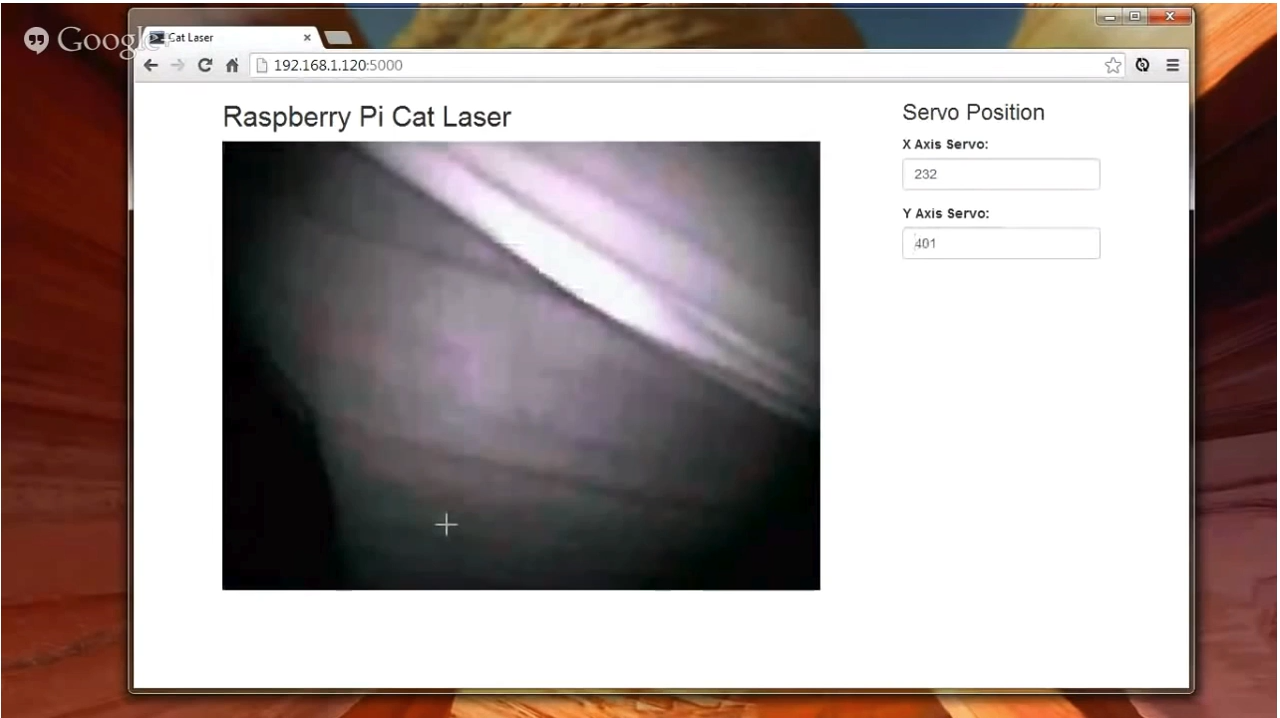 Google+
Cat Laser
192.168.1.120:5000
Raspberry Pi Cat Laser
Servo Position
X Axis Servo:
232
Y Axis Servo:
401